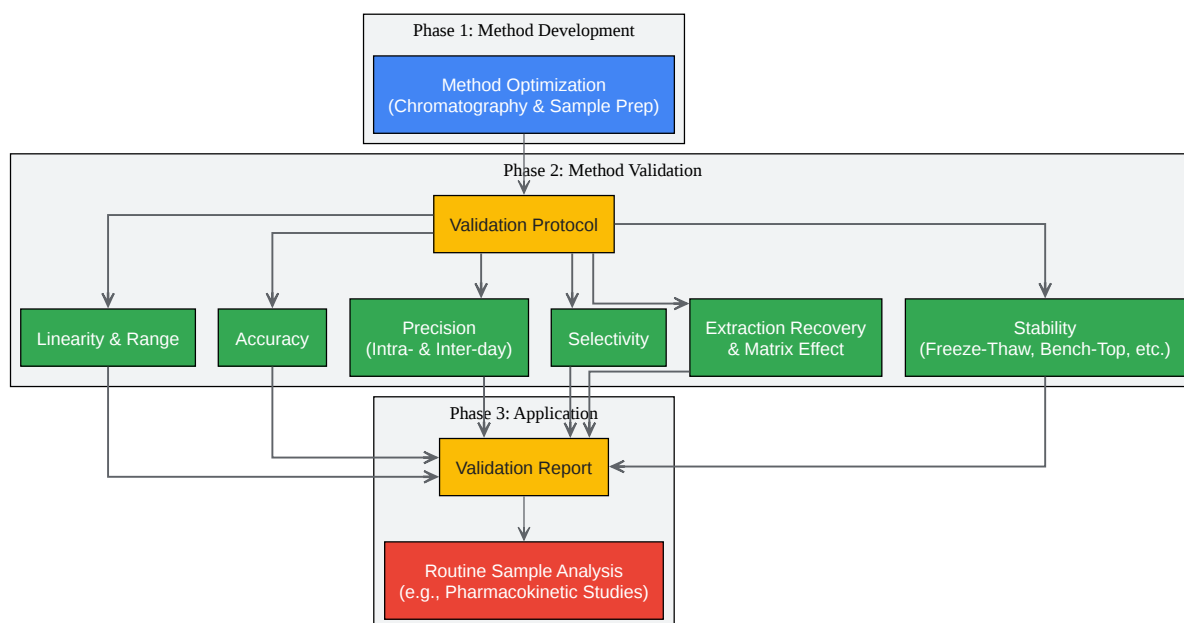 Phase 1: Method Development
Method Optimization
(Chromatography & Sample Prep)
Phase 2: Method Validation
Validation Protocol
Linearity & Range
Accuracy
Precision
(Intra- & Inter-day)
Selectivity
Extraction Recovery
& Matrix Effect
Stability
(Freeze-Thaw, Bench-Top, etc.)
Phase 3: Application
Validation Report
Routine Sample Analysis
(e.g., Pharmacokinetic Studies)